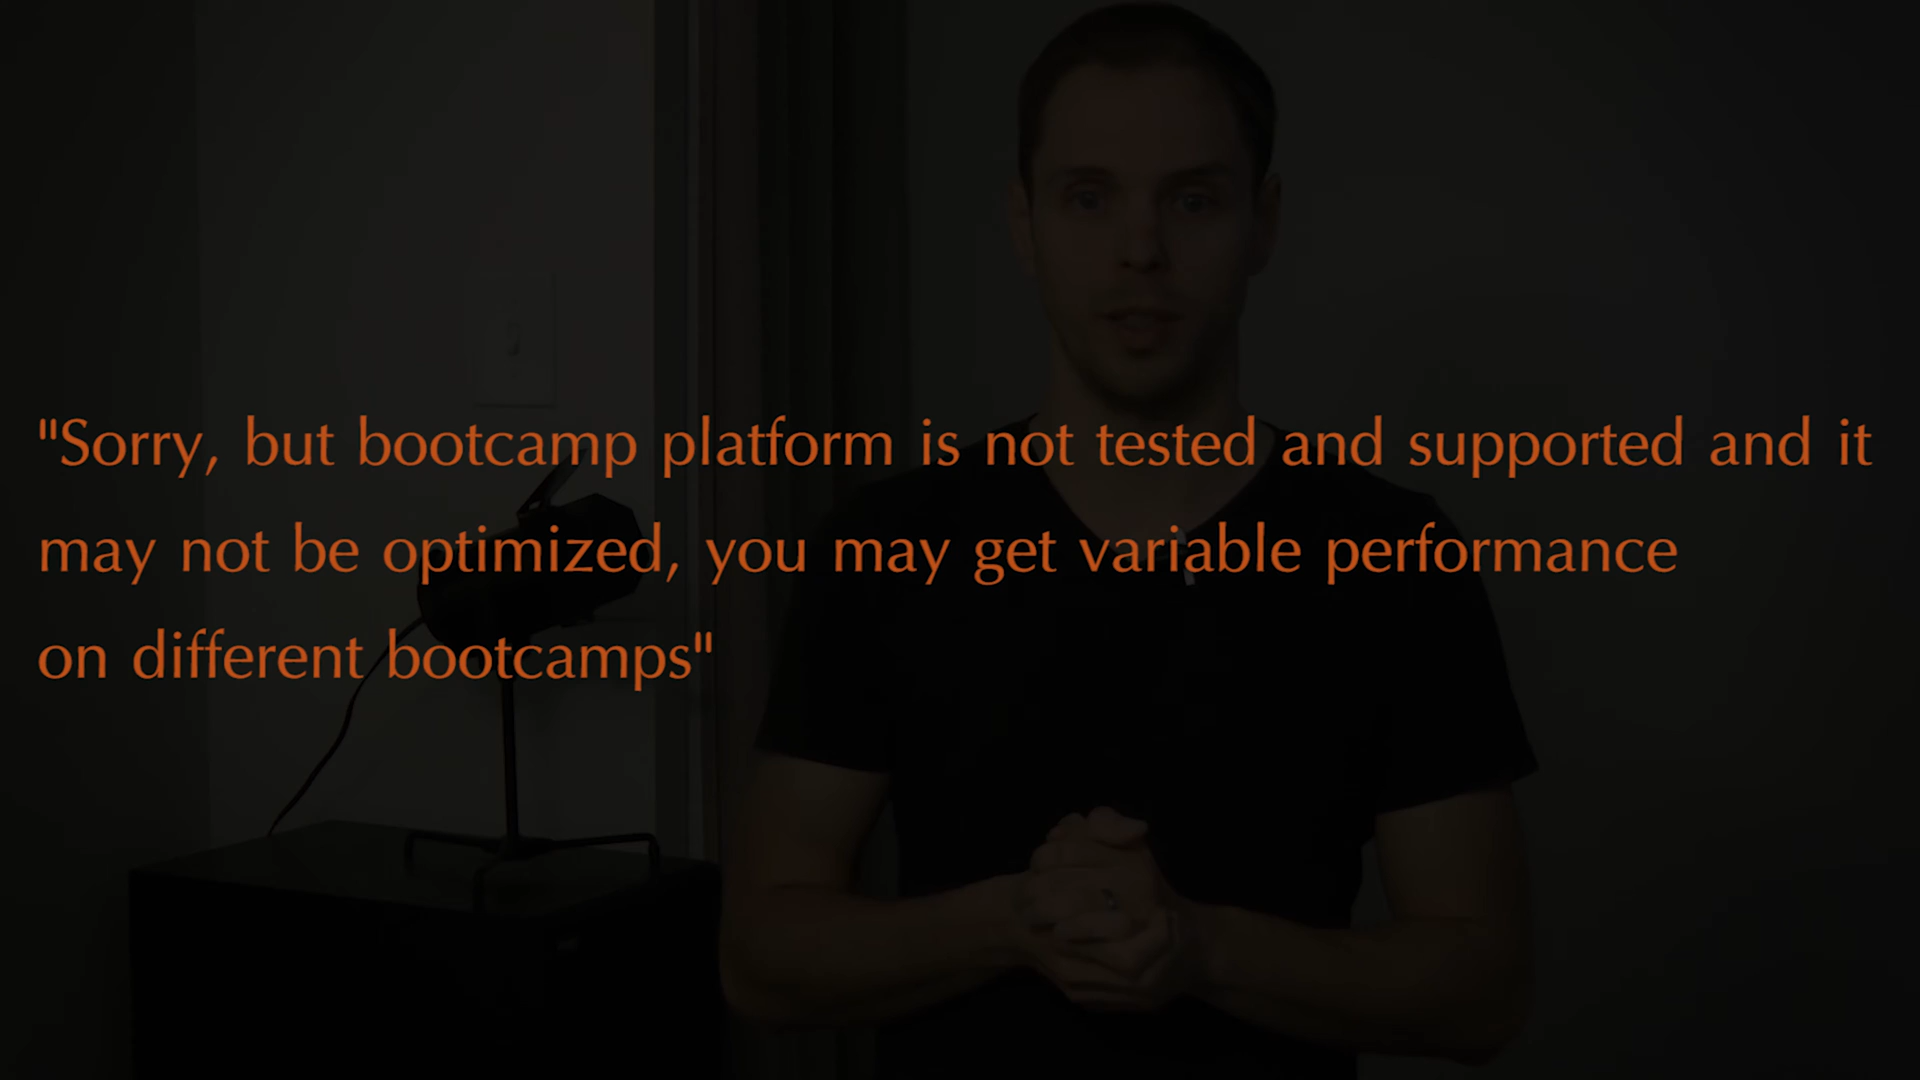 "Sorry, but bootcamp platform is not tested and supported and it
may not be optimized, you may get variable performance
on different bootcamps"